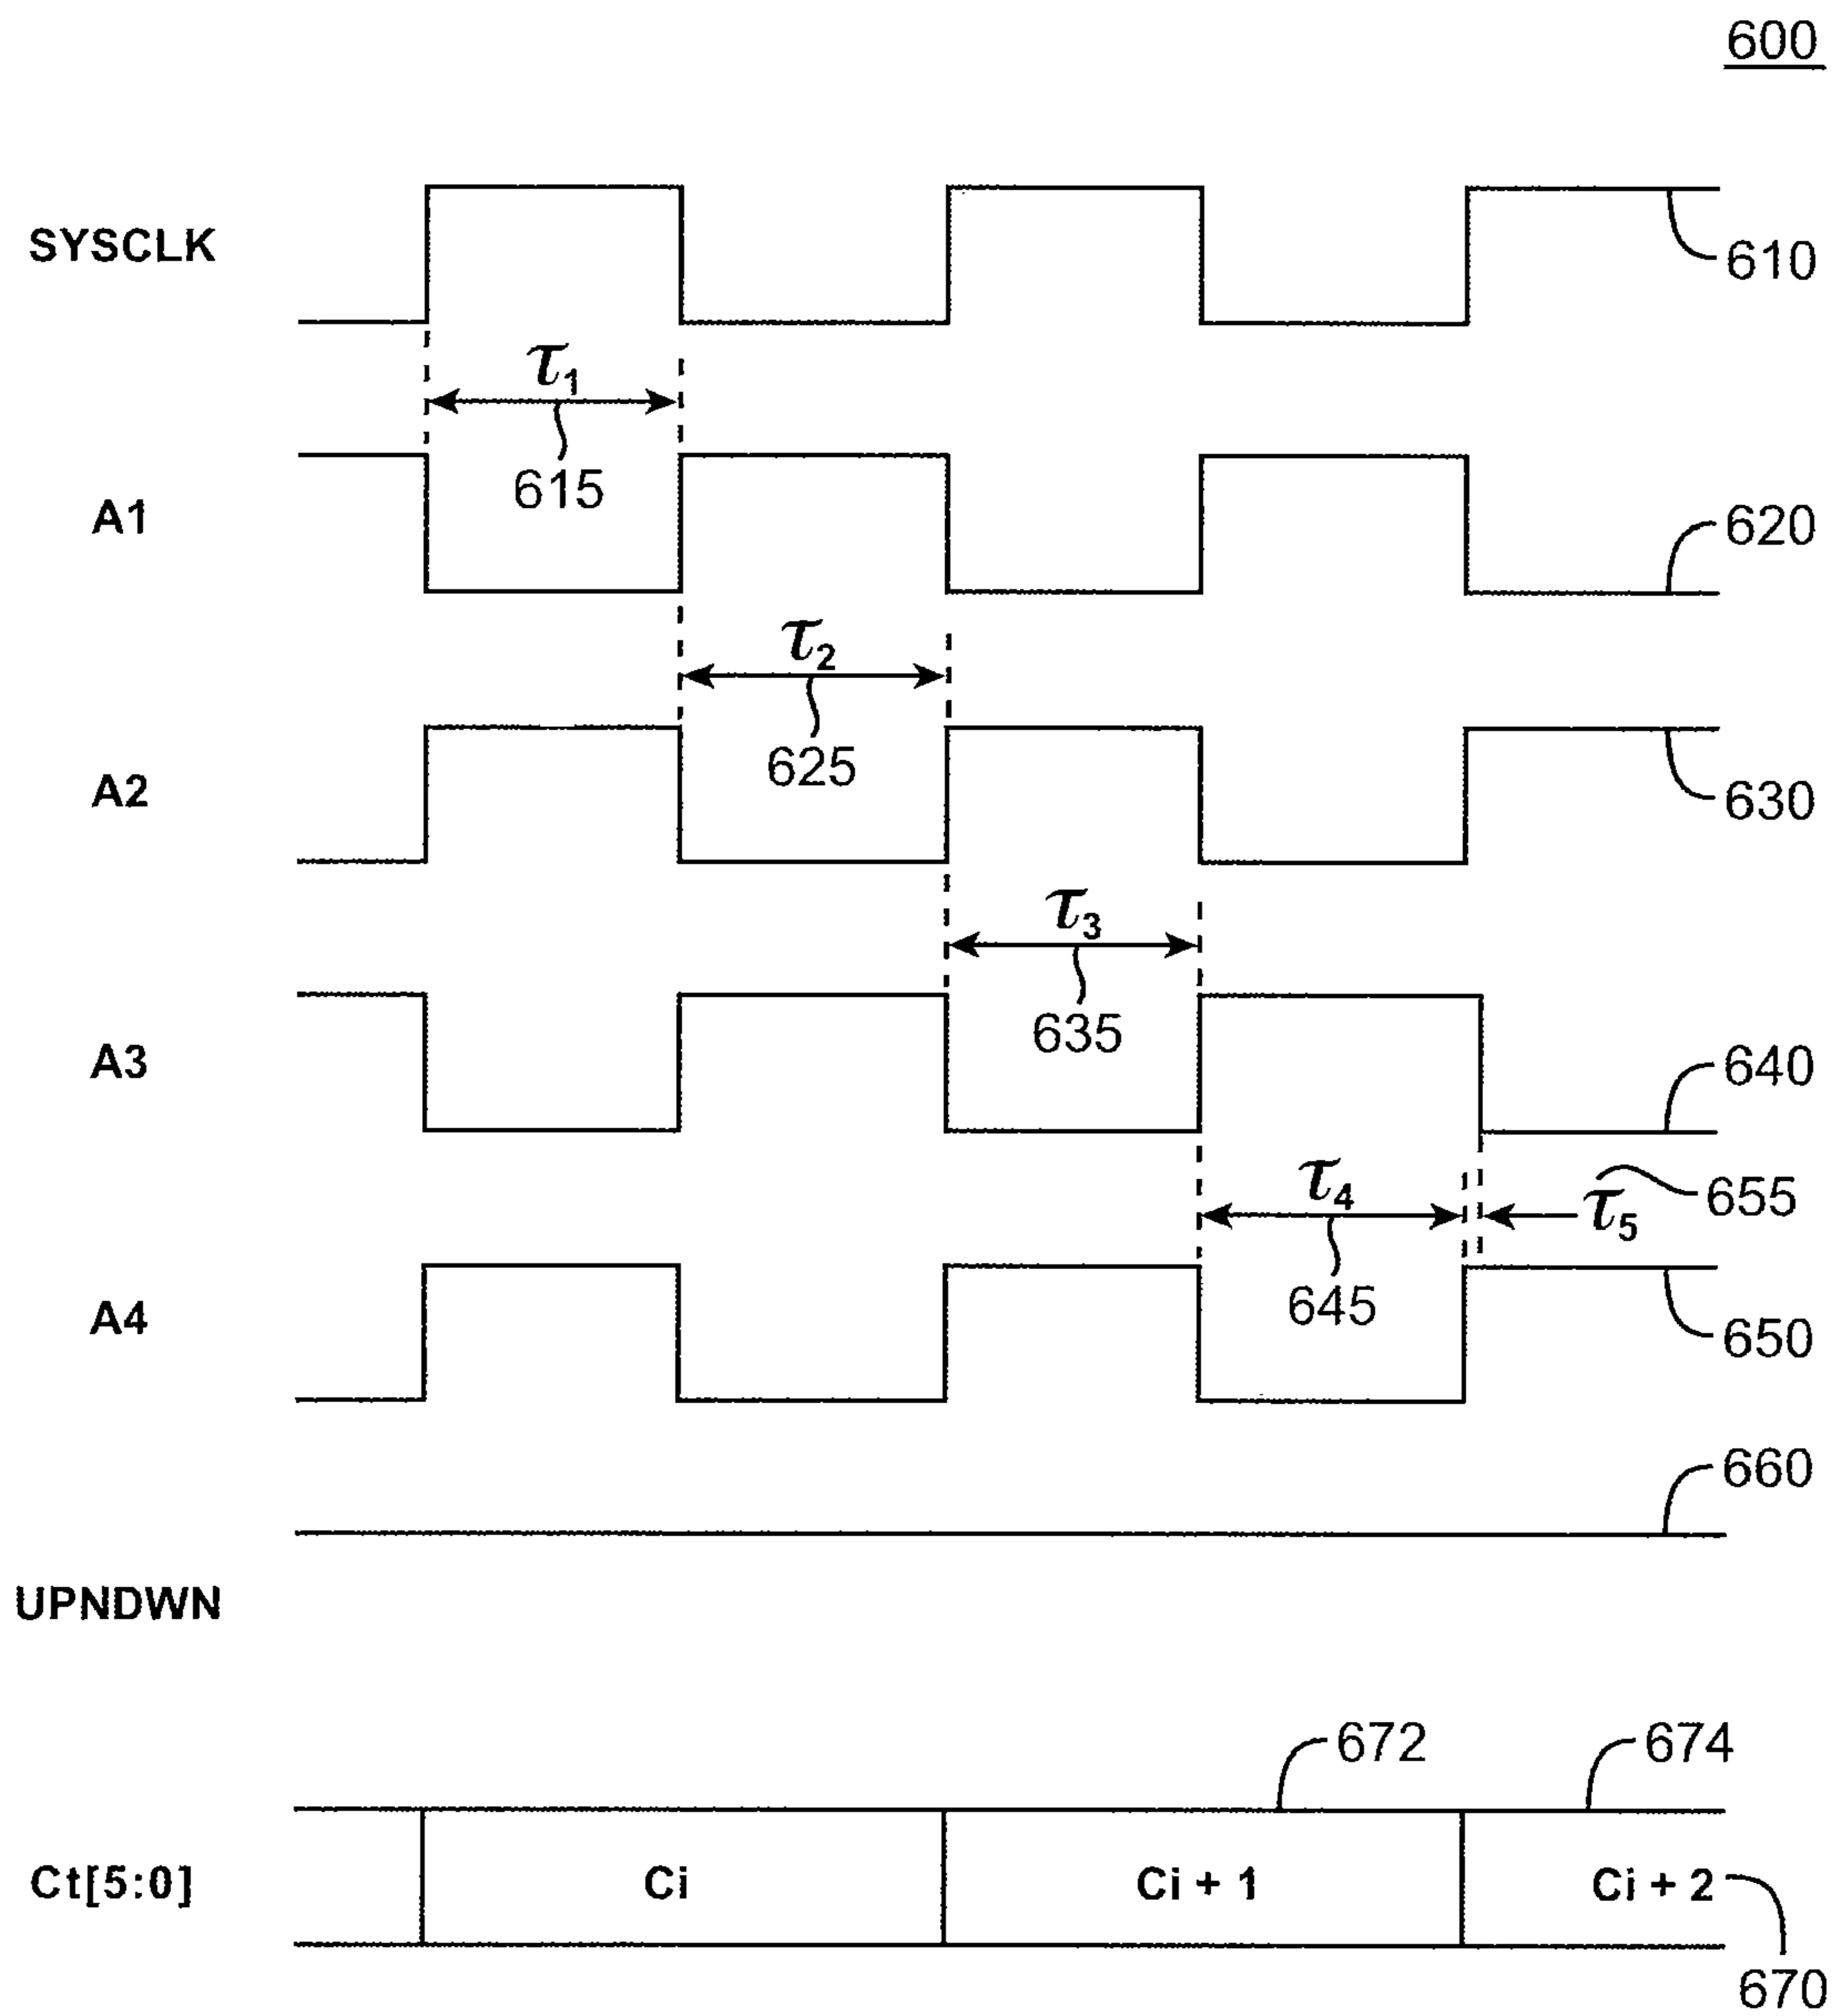 600
SYSCLK
610
τ1
615
A1
620
τ2
625
A2
630
τ3
635
A3
640
τ4
655
τ5
645
A4
650
660
UPNDWN
672
674
Ct[5:0]
Ci
Ci + 1
Ci + 2
670